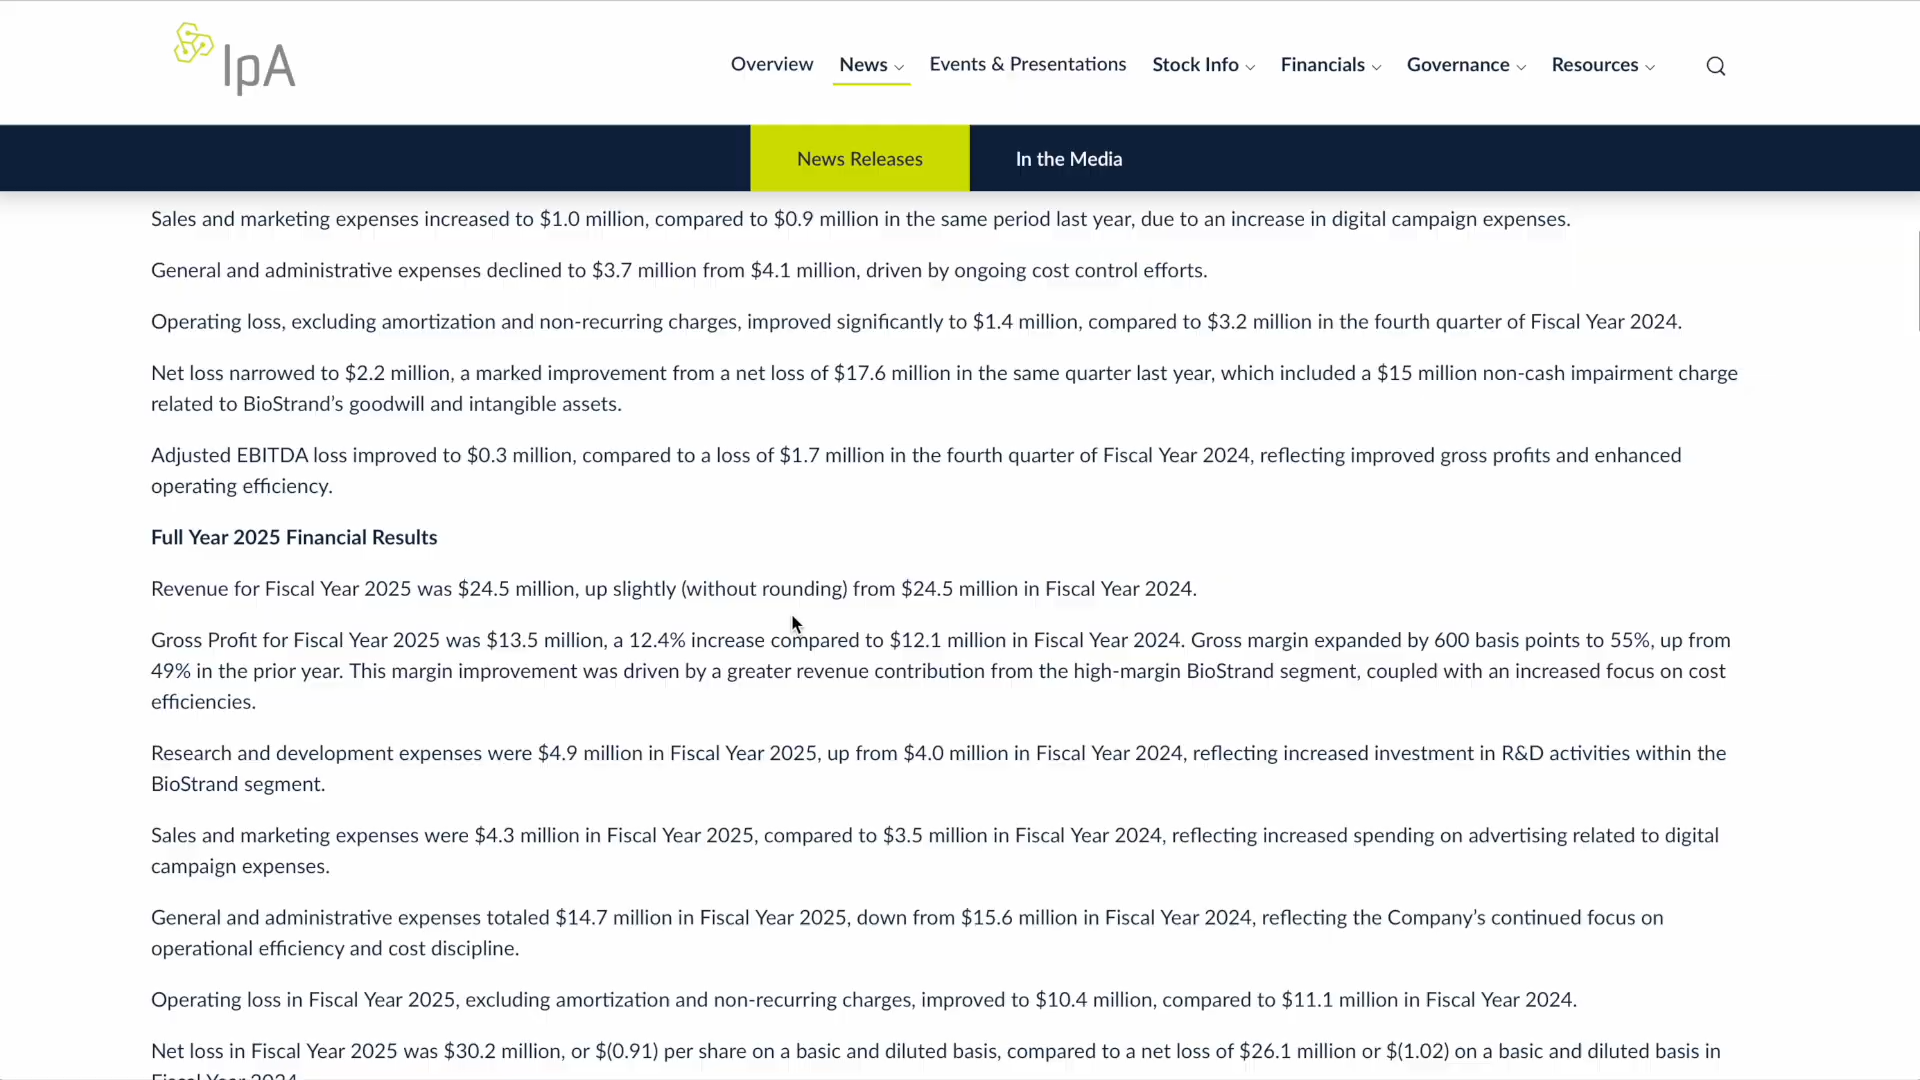 IpA
Overview
News
Events & Presentations
Stock Info
Financials
Governance
Resources
News Releases
In the Media
Sales and marketing expenses increased to $1.0 million, compared to $0.9 million in the same period last year, due to an increase in digital campaign expenses.
General and administrative expenses declined to $3.7 million from $4.1 million, driven by ongoing cost control efforts.
Operating loss, excluding amortization and non-recurring charges, improved significantly to $1.4 million, compared to $3.2 million in the fourth quarter of Fiscal Year 2024.
Net loss narrowed to $2.2 million, a marked improvement from a net loss of $17.6 million in the same quarter last year, which included a $15 million non-cash impairment charge
related to BioStrand’s goodwill and intangible assets.
Adjusted EBITDA loss improved to $0.3 million, compared to a loss of $1.7 million in the fourth quarter of Fiscal Year 2024, reflecting improved gross profits and enhanced
operating efficiency.
Full Year 2025 Financial Results
Revenue for Fiscal Year 2025 was $24.5 million, up slightly (without rounding) from $24.5 million in Fiscal Year 2024.
Gross Profit for Fiscal Year 2025 was $13.5 million, a 12.4% increase compared to $12.1 million in Fiscal Year 2024. Gross margin expanded by 600 basis points to 55%, up from
49% in the prior year. This margin improvement was driven by a greater revenue contribution from the high-margin BioStrand segment, coupled with an increased focus on cost
efficiencies.
Research and development expenses were $4.9 million in Fiscal Year 2025, up from $4.0 million in Fiscal Year 2024, reflecting increased investment in R&D activities within the
BioStrand segment.
Sales and marketing expenses were $4.3 million in Fiscal Year 2025, compared to $3.5 million in Fiscal Year 2024, reflecting increased spending on advertising related to digital
campaign expenses.
General and administrative expenses totaled $14.7 million in Fiscal Year 2025, down from $15.6 million in Fiscal Year 2024, reflecting the Company’s continued focus on
operational efficiency and cost discipline.
Operating loss in Fiscal Year 2025, excluding amortization and non-recurring charges, improved to $10.4 million, compared to $11.1 million in Fiscal Year 2024.
Net loss in Fiscal Year 2025 was $30.2 million, or $(0.91) per share on a basic and diluted basis, compared to a net loss of $26.1 million or $(1.02) on a basic and diluted basis in
Fiscal Year 2024.